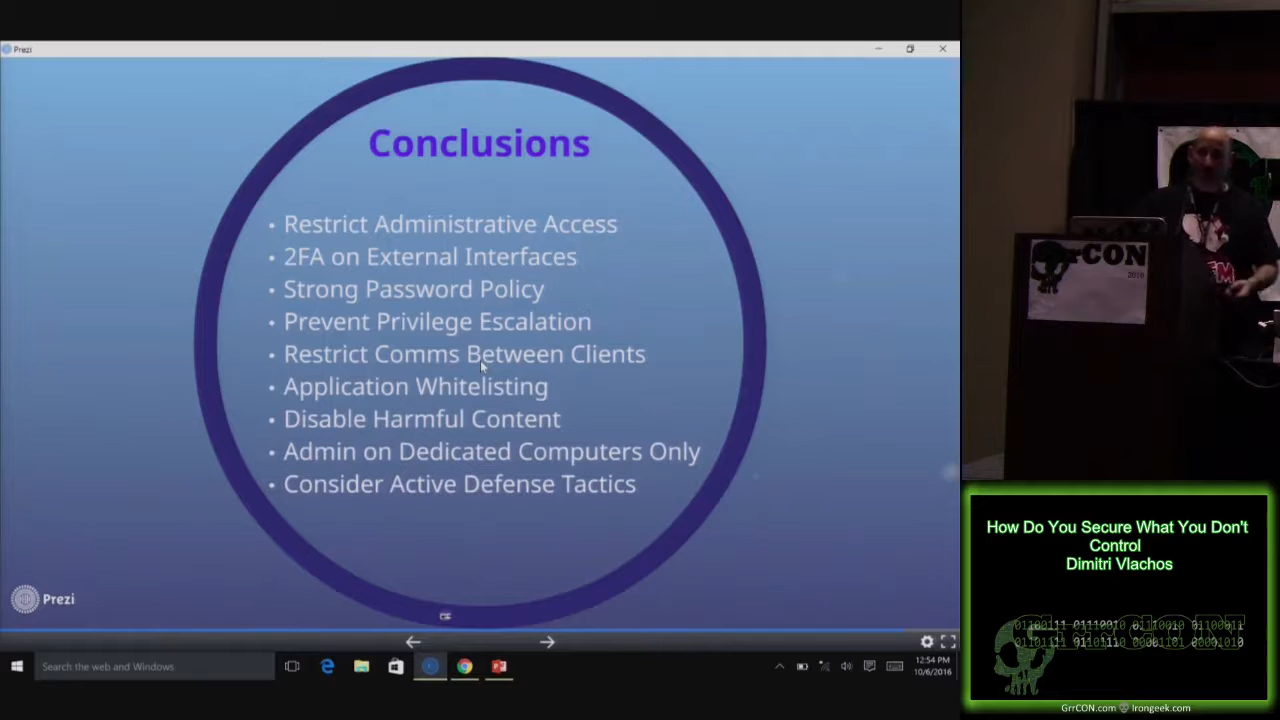 Prezi
Conclusions
• Restrict Administrative Access
• 2FA on External Interfaces
• Strong Password Policy
• Prevent Privilege Escalation
• Restrict Comms Between Clients
• Application Whitelisting
• Disable Harmful Content
• Admin on Dedicated Computers Only
• Consider Active Defense Tactics
Prezi
Search the web and Windows
12:54 PM
10/6/2016
CON
2016
How Do You Secure What You Don't
Control
Dimitri Vlachos
GrrCON
GrrCON.com Irongeek.com